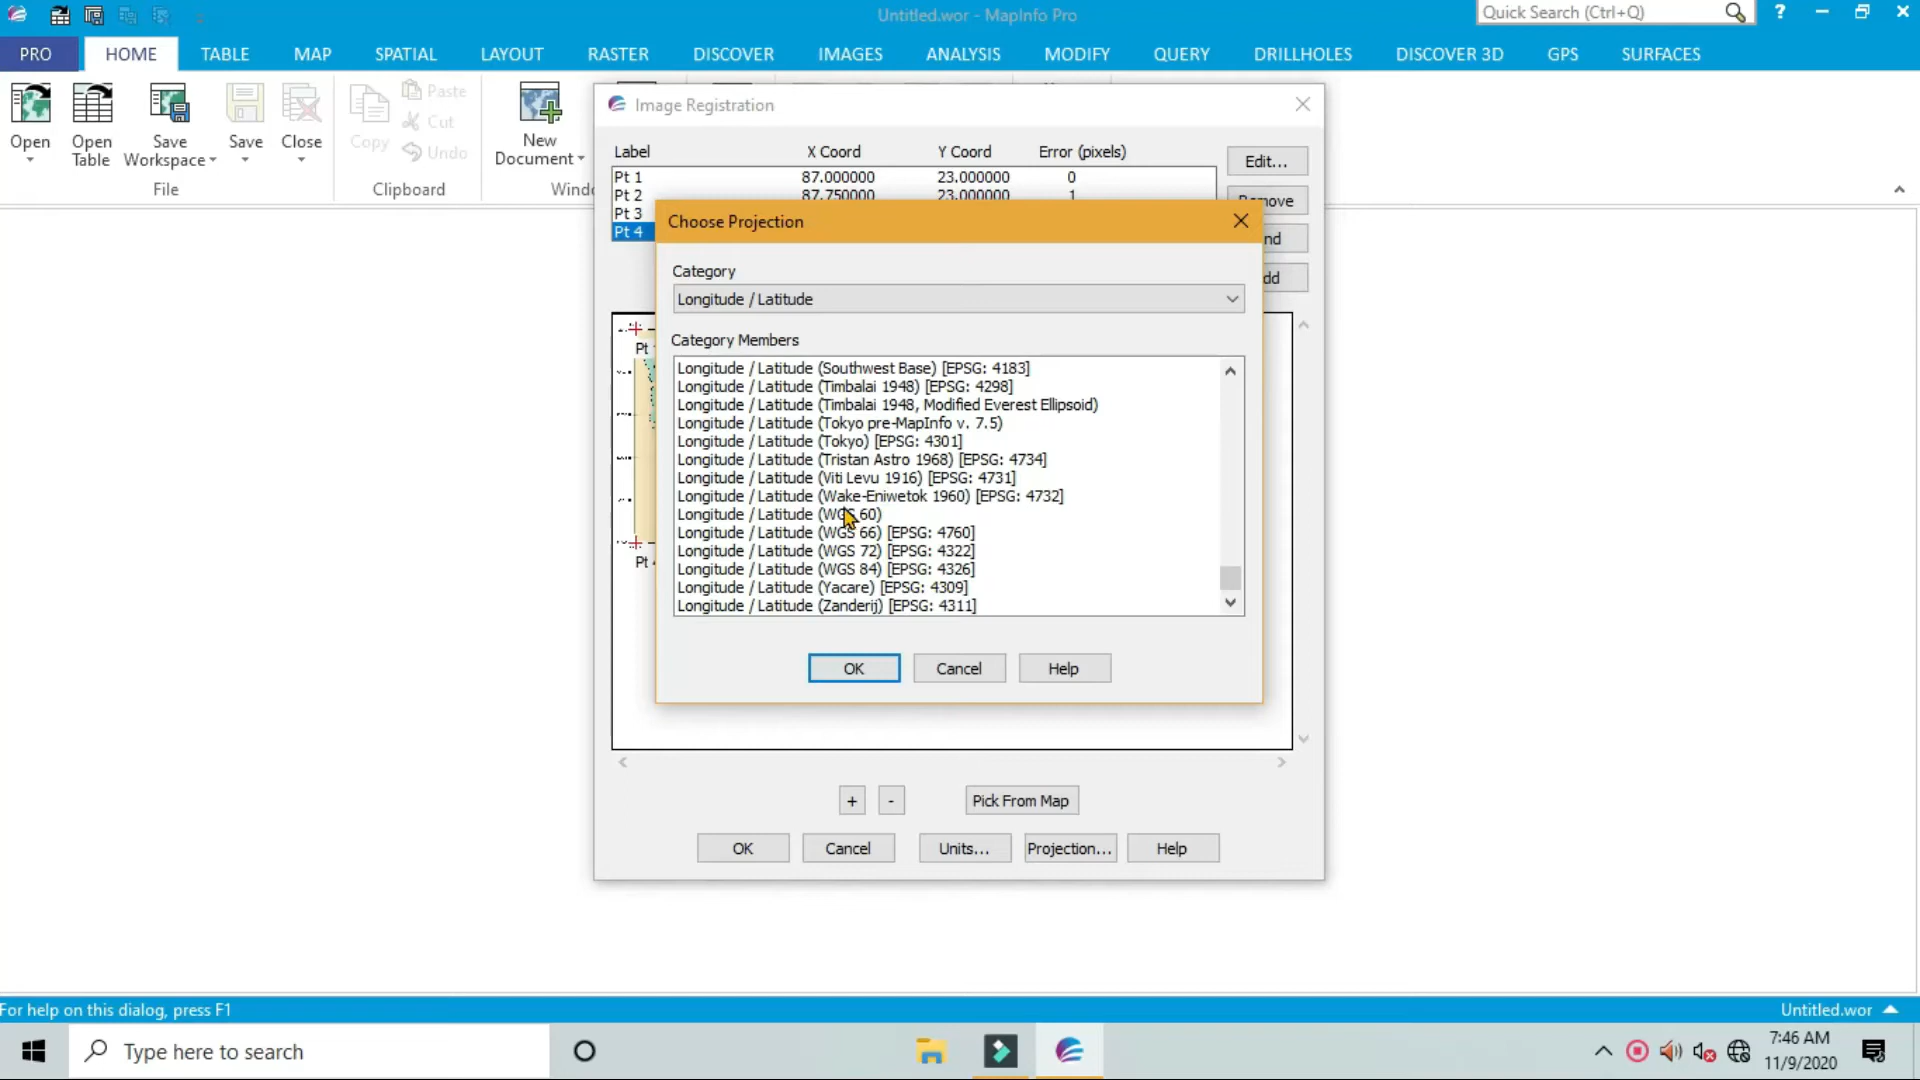 Untitled.wor - MapInfo Pro
Quick Search (Ctrl+Q)
?
PRO HOME TABLE MAP SPATIAL LAYOUT RASTER DISCOVER IMAGES ANALYSIS MODIFY QUERY DRILLHOLES DISCOVER 3D GPS SURFACES
Open
Open Table
Save Workspace
Save
Close
File
Copy
Paste
Cut
Undo
Clipboard
New Document
Image Registration
Label X Coord Y Coord Error (pixels)
Pt 1 87.000000 23.000000 0
Pt 2 87.750000 23.000000 1
Pt 3
Pt 4
Edit...
Choose Projection
Category
Longitude / Latitude
Category Members
Longitude / Latitude (Southwest Base) [EPSG: 4183]
Longitude / Latitude (Timbalai 1948) [EPSG: 4298]
Longitude / Latitude (Timbalai 1948, Modified Everest Ellipsoid)
Longitude / Latitude (Tokyo pre-MapInfo v. 7.5)
Longitude / Latitude (Tokyo) [EPSG: 4301]
Longitude / Latitude (Tristan Astro 1968) [EPSG: 4734]
Longitude / Latitude (Viti Levu 1916) [EPSG: 4731]
Longitude / Latitude (Wake-Eniwetok 1960) [EPSG: 4732]
Longitude / Latitude (WGS 60)
Longitude / Latitude (WGS 66) [EPSG: 4760]
Longitude / Latitude (WGS 72) [EPSG: 4322]
Longitude / Latitude (WGS 84) [EPSG: 4326]
Longitude / Latitude (Yacare) [EPSG: 4309]
Longitude / Latitude (Zanderij) [EPSG: 4311]
OK Cancel Help
Pt
Pt
+ - Pick From Map
OK Cancel Units... Projection... Help
For help on this dialog, press F1
Untitled.wor
Type here to search
7:46 AM
11/9/2020